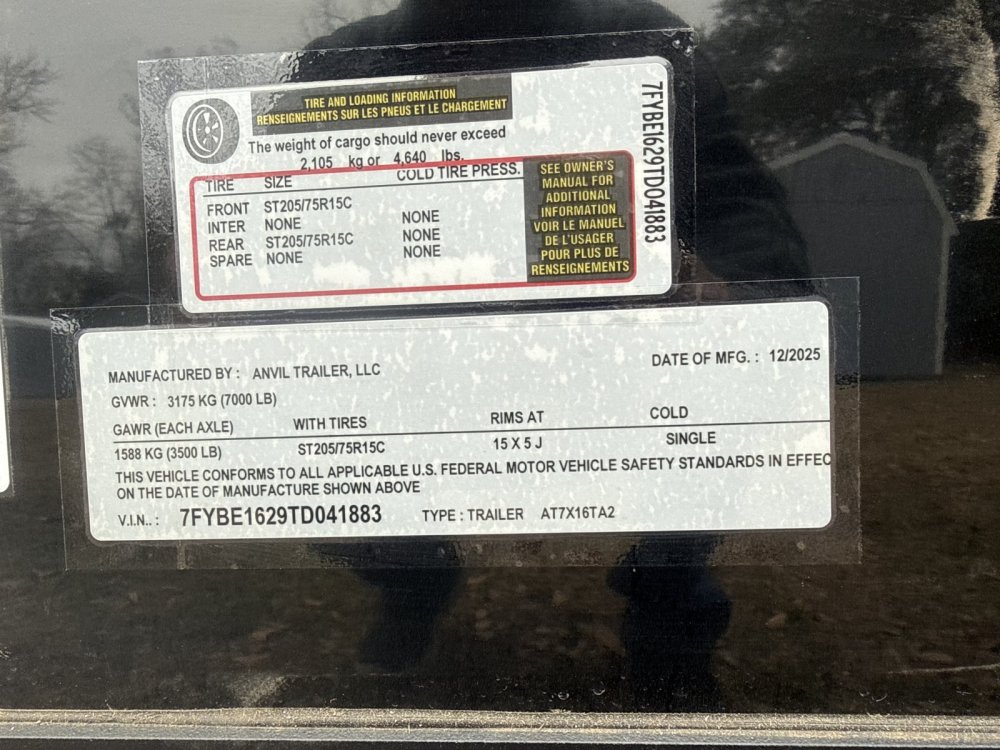 TIRE AND LOADING INFORMATION
RENSEIGNEMENTS SUR LES PNEUS ET LE CHARGEMENT
The weight of cargo should never exceed
2,105 kg or 4,640 lbs.
TIRE SIZE COLD TIRE PRESS.
FRONT ST205/75R15C
INTER NONE NONE
REAR ST205/75R15C NONE
SPARE NONE NONE
SEE OWNER'S
MANUAL FOR
ADDITIONAL
INFORMATION
VOIR LE MANUEL
DE L'USAGER
POUR PLUS DE
RENSEIGNEMENTS
7FYBE1629TD041883
MANUFACTURED BY : ANVIL TRAILER, LLC
DATE OF MFG. : 12/2025
GVWR : 3175 KG (7000 LB)
GAWR (EACH AXLE) WITH TIRES RIMS AT COLD
1588 KG (3500 LB) ST205/75R15C 15 X 5 J SINGLE
THIS VEHICLE CONFORMS TO ALL APPLICABLE U.S. FEDERAL MOTOR VEHICLE SAFETY STANDARDS IN EFFEC
ON THE DATE OF MANUFACTURE SHOWN ABOVE
V.I.N.. : 7FYBE1629TD041883 TYPE : TRAILER AT7X16TA2